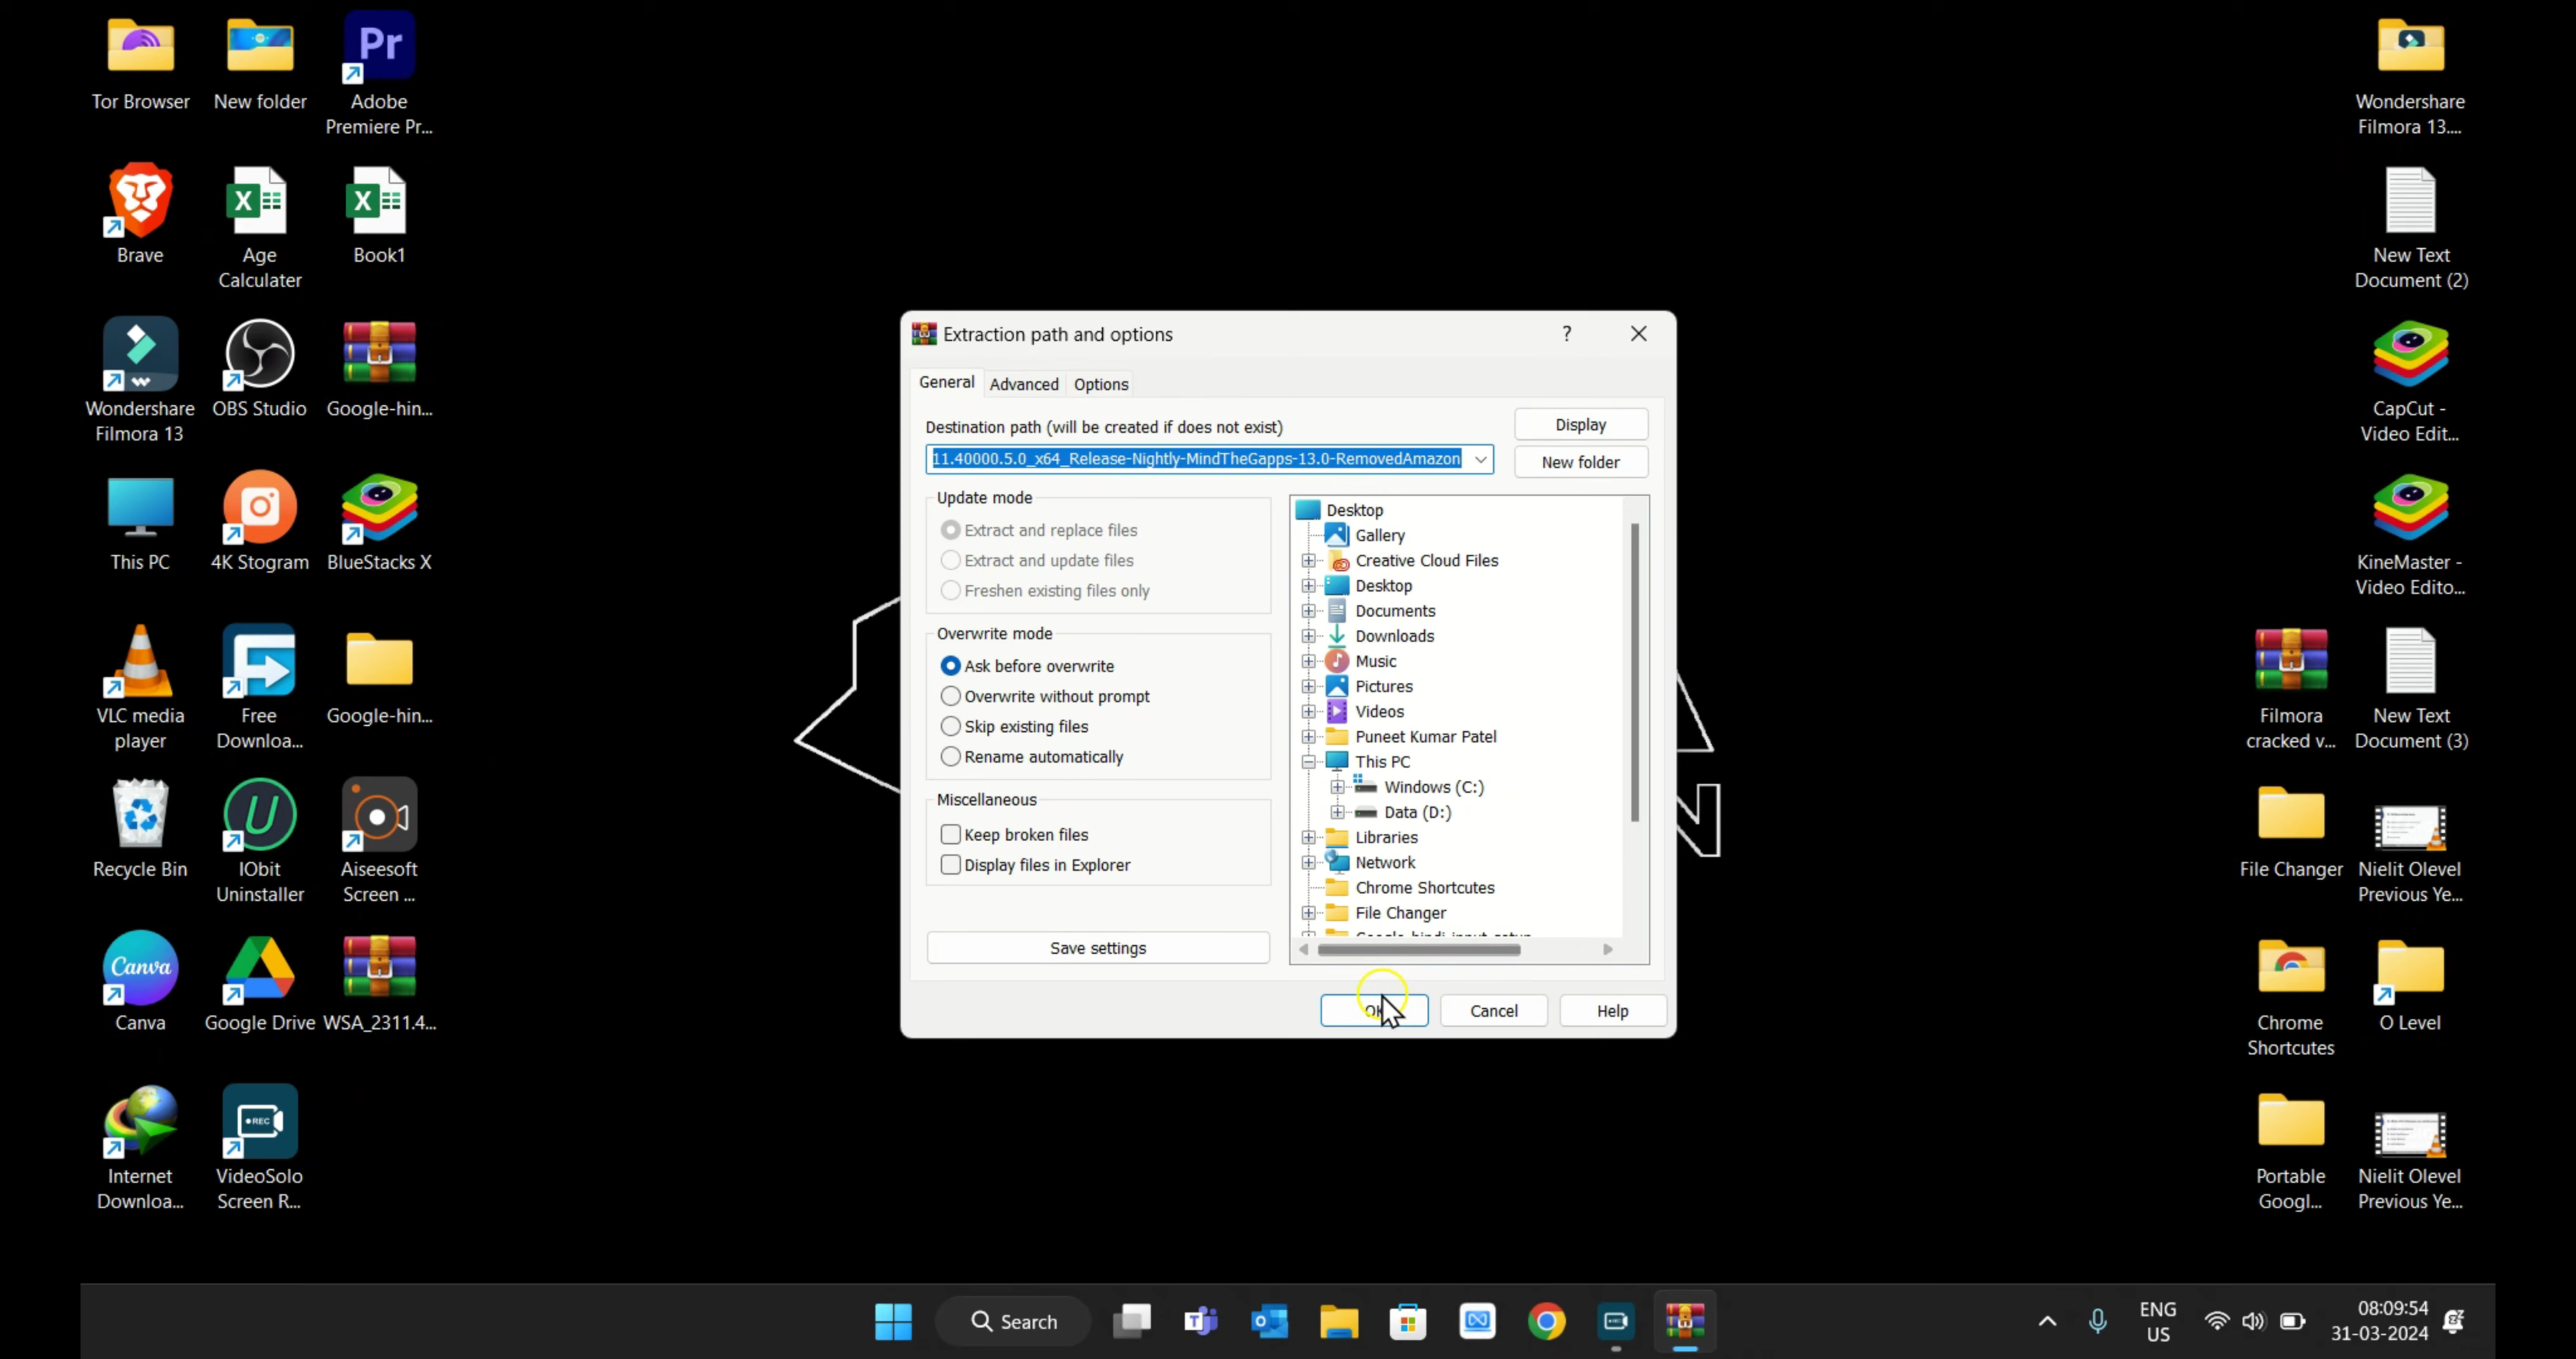 Tor Browser
New folder
Adobe
Premiere Pr...
Pr
Brave
Age
Calculater
Book1
Wondershare
Filmora 13
OBS Studio
Google-hin...
This PC
4K Stogram
BlueStacks X
VLC media
player
Free
Downloa...
Google-hin...
Recycle Bin
IObit
Uninstaller
Aiseesoft
Screen ...
Canva
Canva
Google Drive
WSA_2311.4...
Internet
Downloa...
REC
VideoSolo
Screen R...
Extraction path and options
?
General
Advanced
Options
Destination path (will be created if does not exist)
Display
11.40000.5.0_x64_Release-Nightly-MindTheGapps-13.0-RemovedAmazon
New folder
Update mode
Extract and replace files
Extract and update files
Freshen existing files only
Overwrite mode
Ask before overwrite
Overwrite without prompt
Skip existing files
Rename automatically
Miscellaneous
Keep broken files
Display files in Explorer
Save settings
Desktop
Gallery
Creative Cloud Files
Desktop
Documents
Downloads
Music
Pictures
Videos
Puneet Kumar Patel
This PC
Windows (C:)
Data (D:)
Libraries
Network
Chrome Shortcutes
File Changer
OK
Cancel
Help
Wondershare
Filmora 13....
New Text
Document (2)
CapCut -
Video Edit...
KineMaster -
Video Edito...
Filmora
cracked v...
New Text
Document (3)
File Changer
Nielit Olevel
Previous Ye...
Chrome
Shortcutes
O Level
Portable
Googl...
Nielit Olevel
Previous Ye...
Search
ENG
US
08:09:54
31-03-2024